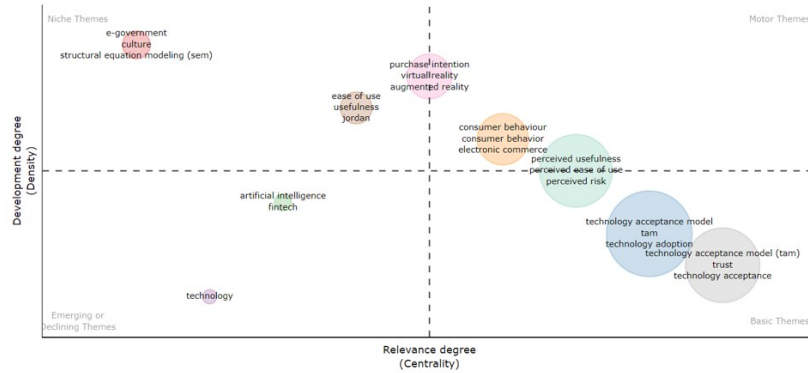 Niche Themes
Motor Themes
e-government
culture
structural equation modeling (sem)
purchase intention
virtual reality
augmented reality
ease of use
usefulness
jordan
consumer behaviour
consumer behavior
electronic commerce
perceived usefulness
perceived ease of use
perceived risk
Development degree
(Density)
artificial intelligence
fintech
technology acceptance model
tam
technology adoption
technology acceptance model (tam)
trust
technology acceptance
technology
Emerging or
Declining Themes
Basic Themes
Relevance degree
(Centrality)